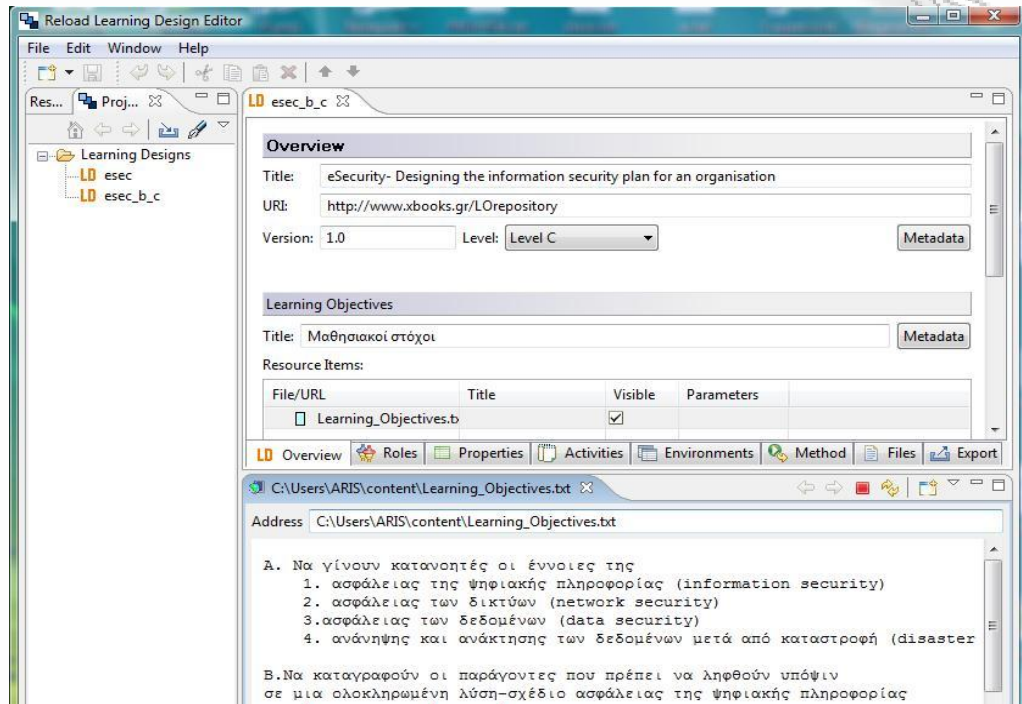 Reload Learning Design Editor
File Edit Window Help
Res... Proj...
Learning Designs
LD esec
LD esec_b_c
LD esec_b_c
Overview
Title: eSecurity- Designing the information security plan for an organisation
URI: http://www.xbooks.gr/LOrepository
Version: 1.0 Level: Level C Metadata
Learning Objectives
Title: Μαθησιακοί στόχοι Metadata
Resource Items:
File/URL Title Visible Parameters
Learning_Objectives.tx
LD Overview Roles Properties Activities Environments Method Files Export
C:\Users\ARIS\content\Learning_Objectives.txt
Address C:\Users\ARIS\content\Learning_Objectives.txt
Α. Να γίνουν κατανοητές οι έννοιες της
1. ασφάλειας της ψηφιακής πληροφορίας (information security)
2. ασφάλειας των δικτύων (network security)
3.ασφάλειας των δεδομένων (data security)
4. ανάνηψης και ανάκτησης των δεδομένων μετά από καταστροφή (disaster
Β.Να καταγραφούν οι παράγοντες που πρέπει να ληφθούν υπόψιν
σε μια ολοκληρωμένη λύση-σχέδιο ασφάλειας της ψηφιακής πληροφορίας